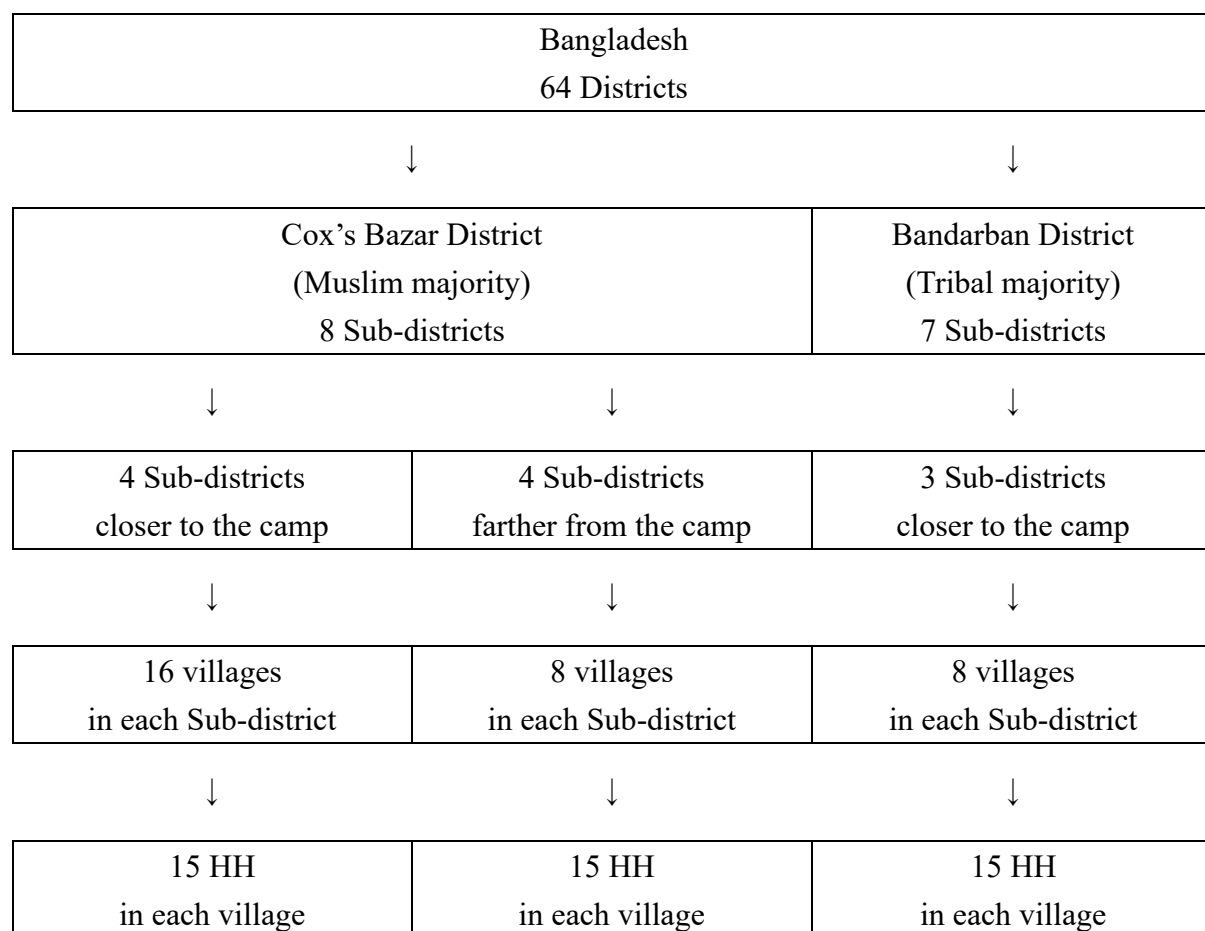 Bangladesh
64 Districts
↓ ↓
Cox’s Bazar District
(Muslim majority)
8 Sub-districts
Bandarban District
(Tribal majority)
7 Sub-districts
↓ ↓ ↓
4 Sub-districts
closer to the camp
4 Sub-districts
farther from the camp
3 Sub-districts
closer to the camp
↓ ↓ ↓
16 villages
in each Sub-district
8 villages
in each Sub-district
8 villages
in each Sub-district
↓ ↓ ↓
15 HH
in each village
15 HH
in each village
15 HH
in each village